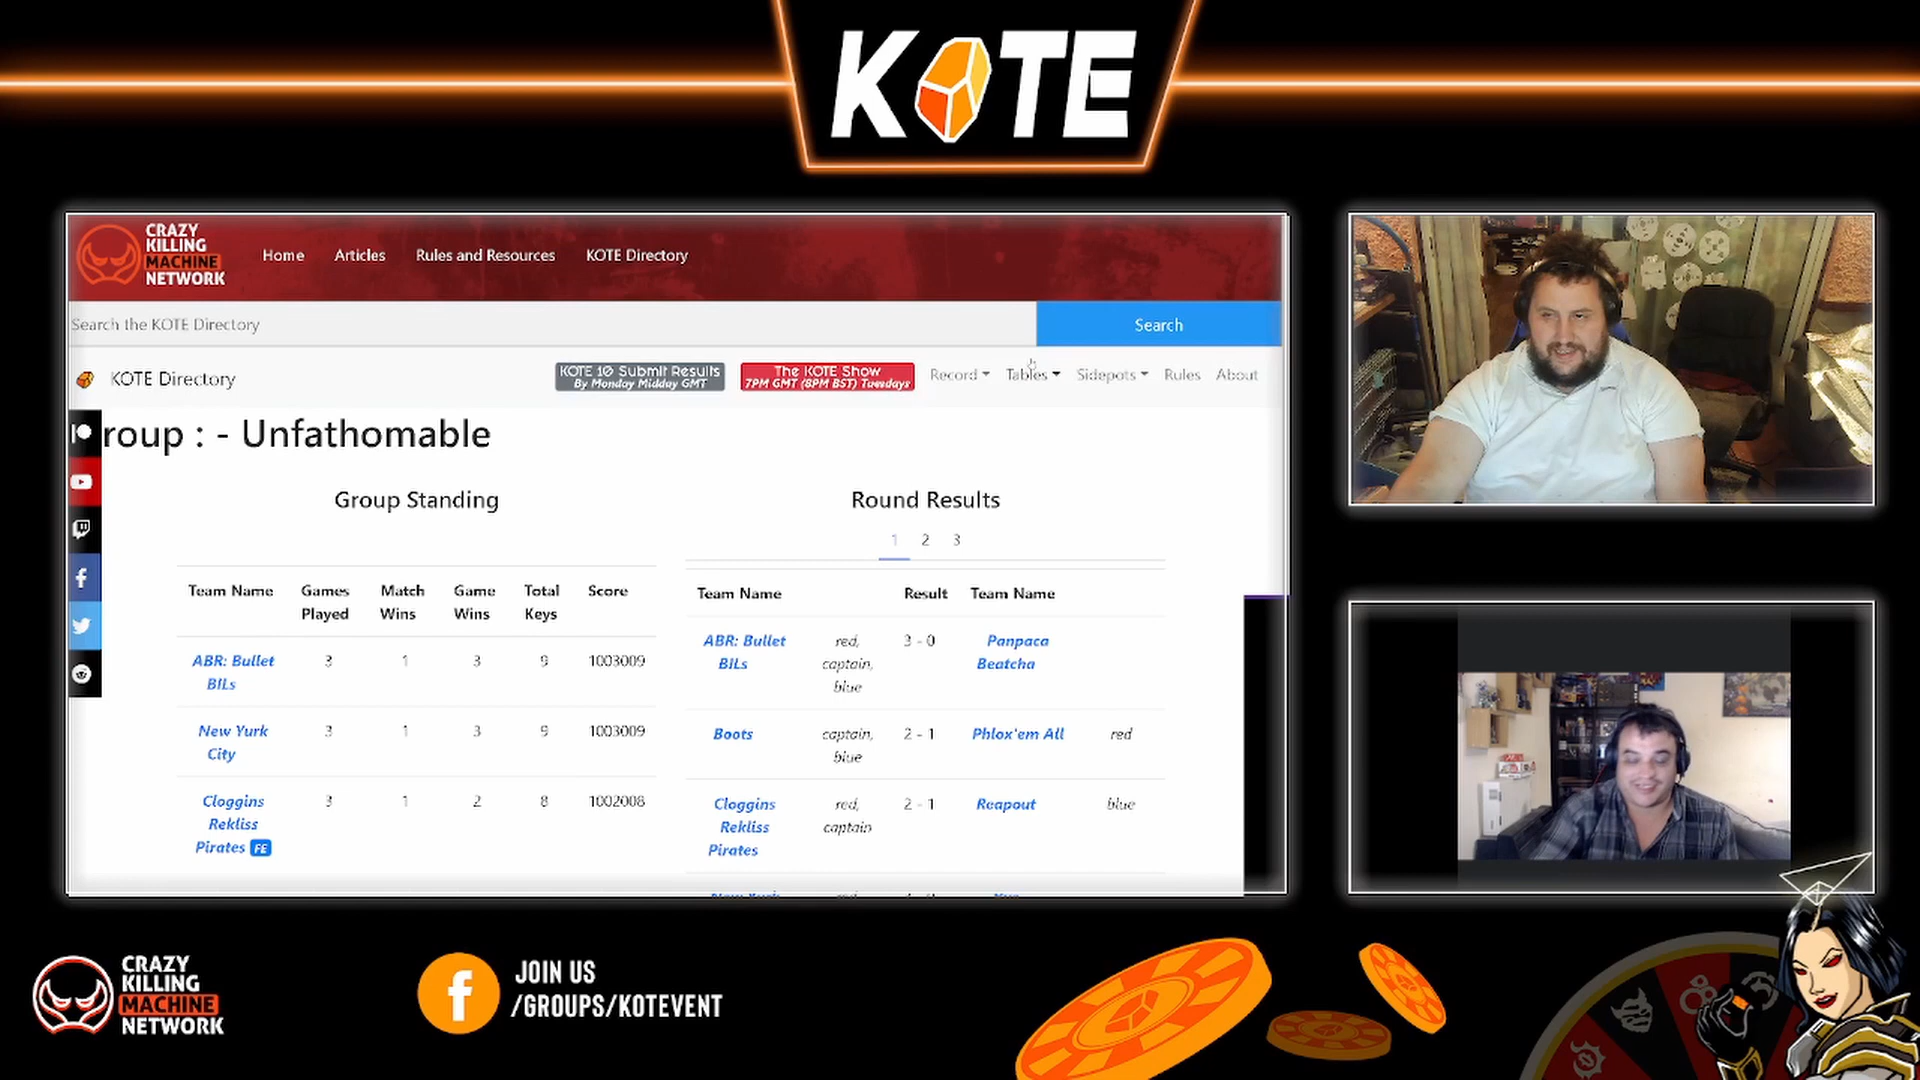 KOTE
CRAZY
KILLING
MACHINE
NETWORK
Home Articles Rules and Resources KOTE Directory
Search the KOTE Directory Search
KOTE Directory
KOTE 10 Submit Results
By Monday Midday GMT
The KOTE Show
7PM GMT (8PM BST) Tuesdays
Record Tables Sidepots Rules About
roup : - Unfathomable
Group Standing
Team Name Games Played Match Wins Game Wins Total Keys Score
ABR: Bullet BILs 3 1 3 9 1003009
New Yurk City 3 1 3 9 1003009
Cloggins Rekliss Pirates FE 3 1 2 8 1002008
Round Results
1 2 3
Team Name Result Team Name
ABR: Bullet BILs red, captain, blue 3 - 0 Panpaca Beatcha
Boots captain, blue 2 - 1 Phlox'em All red
Cloggins Rekliss Pirates red, captain 2 - 1 Reapout blue
CRAZY
KILLING
MACHINE
NETWORK
JOIN US
/GROUPS/KOTEVENT